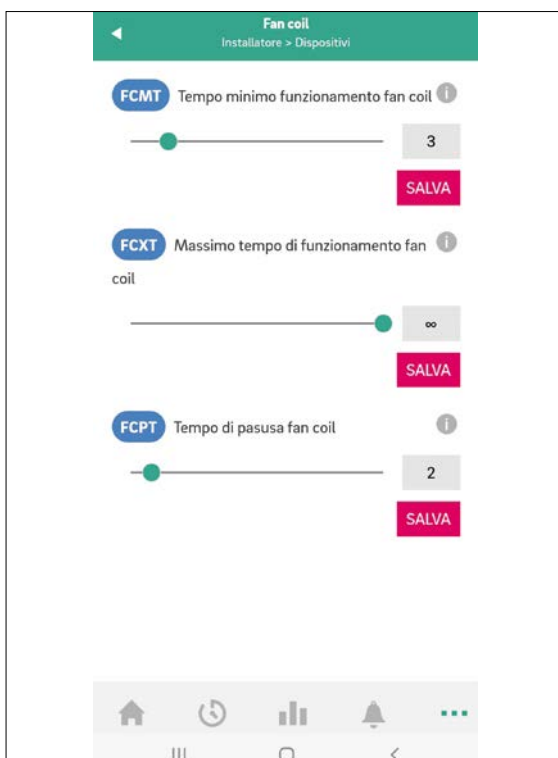 Fan coil
Installatore > Dispositivi
FCMT Tempo minimo funzionamento fan coil i
3
SALVA
FCXT Massimo tempo di funzionamento fan i
coil
∞
SALVA
FCPT Tempo di pasusa fan coil i
2
SALVA